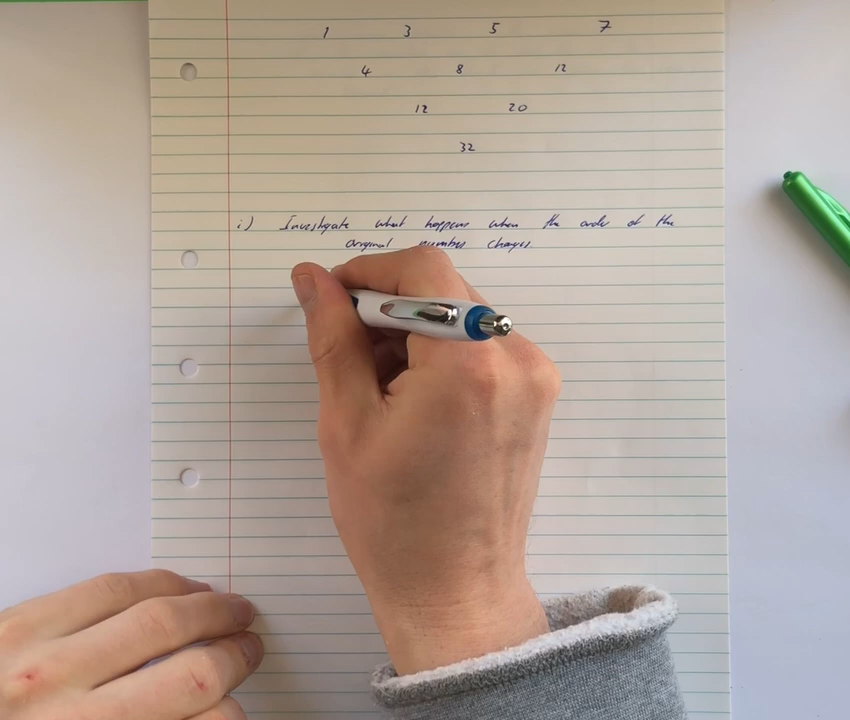 1 3 5 7
4 8 12
12 20
32
i) Investigate what happens when the order of the
original number changes.